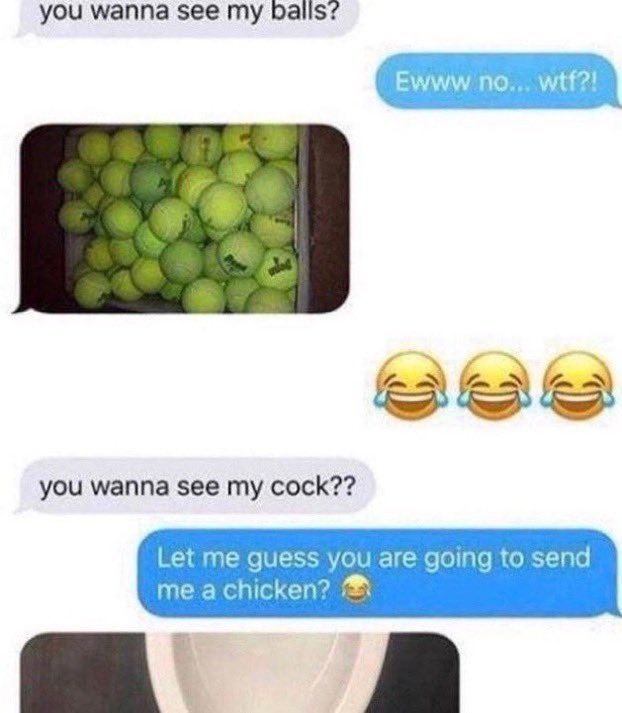 you wanna see my balls?
Ewww no... wtf?!
😂😂😂
you wanna see my cock??
Let me guess you are going to send
me a chicken? 😂